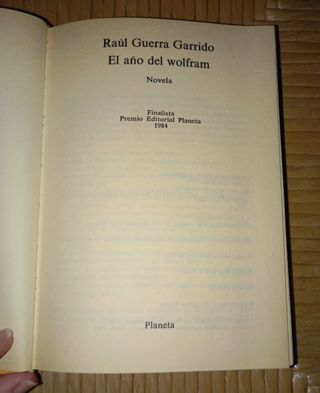 Raúl Guerra Garrido
El año del wolfram
Novela
Finalista
Premio Editorial Planeta
1984
Planeta